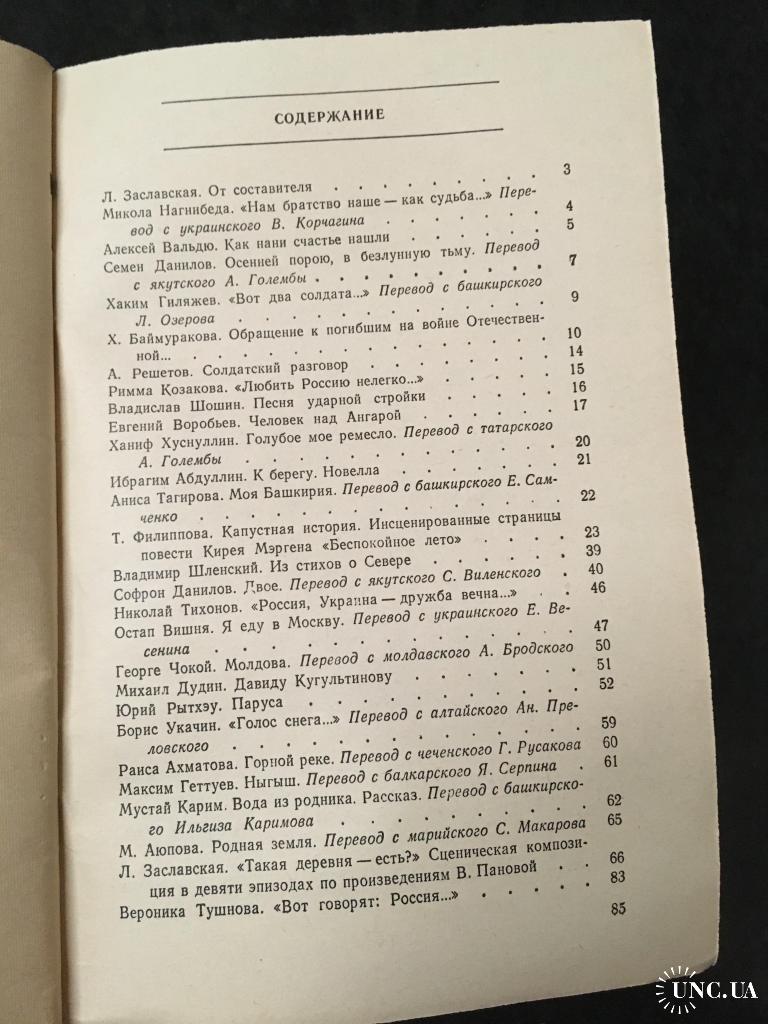 СОДЕРЖАНИЕ
Л. Заславская. От составителя . . . . . . . . . 3
Микола Нагнибеда. «Нам братство наше — как судьба...» Пере-
вод с украинского В. Корчагина . . . . . . . 4
Алексей Вальдю. Как нани счастье нашли . . . . . . 5
Семен Данилов. Осенней порою, в безлунную тьму. Перевод
с якутского А. Голембы . . . . . . . . . 7
Хаким Гиляжев. «Вот два солдата...» Перевод с башкирского
Л. Озерова . . . . . . . . . . . . 9
Х. Баймуракова. Обращение к погибшим на войне Отечествен-
ной... . . . . . . . . . . . . . 10
А. Решетов. Солдатский разговор . . . . . . . 14
Римма Козакова. «Любить Россию нелегко...» . . . . . 15
Владислав Шошин. Песня ударной стройки . . . . . 16
Евгений Воробьев. Человек над Ангарой . . . . . 17
Ханиф Хуснуллин. Голубое мое ремесло. Перевод с татарского
А. Голембы . . . . . . . . . . . . 20
Ибрагим Абдуллин. К берегу. Новелла . . . . . . 21
Аниса Тагирова. Моя Башкирия. Перевод с башкирского Е. Сам-
ченко . . . . . . . . . . . . . 22
Т. Филиппова. Капустная история. Инсценированные страницы
повести Кирея Мэргена «Беспокойное лето» . . . . 23
Владимир Шленский. Из стихов о Севере . . . . . . 39
Софрон Данилов. Двое. Перевод с якутского С. Виленского . 40
Николай Тихонов. «Россия, Украина — дружба вечна...» . . 46
Остап Вишня. Я еду в Москву. Перевод с украинского Е. Ве-
сенина . . . . . . . . . . . . . 47
Георге Чокой. Молдова. Перевод с молдавского А. Бродского 50
Михаил Дудин. Давиду Кугультинову . . . . . . 51
Юрий Рытхэу. Паруса . . . . . . . . . . 52
Борис Укачин. «Голос снега...» Перевод с алтайского Ан. Пре-
ловского . . . . . . . . . . . . 59
Раиса Ахматова. Горной реке. Перевод с чеченского Г. Русакова 60
Максим Геттуев. Ныгыш. Перевод с балкарского Я. Серпина . 61
Мустай Карим. Вода из родника. Рассказ. Перевод с башкирско-
го Ильгиза Каримова . . . . . . . . . 62
М. Аюпова. Родная земля. Перевод с марийского С. Макарова 65
Л. Заславская. «Такая деревня — есть?» Сценическая компози-
ция в девяти эпизодах по произведениям В. Пановой . . 66
Вероника Тушнова. «Вот говорят: Россия...» . . . . . 83
85
UNC.UA